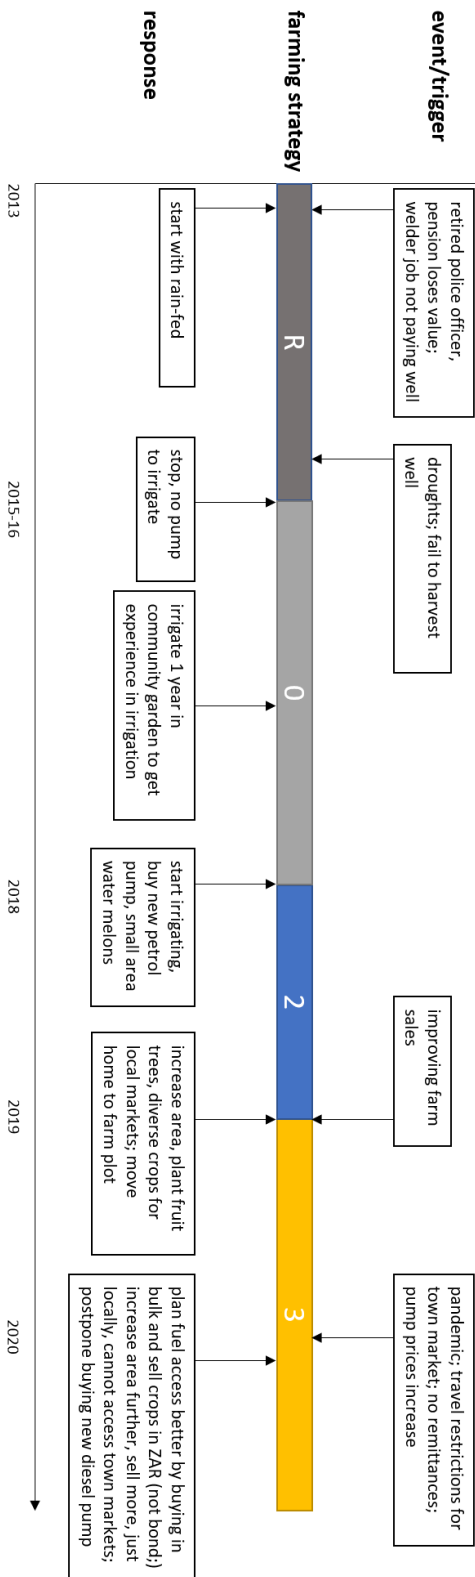 event/trigger
retired police officer,
pension loses value;
welder job not paying well
droughts; fail to harvest
well
improving farm
sales
pandemic; travel restrictions for
town market; no remittances;
pump prices increase
farming strategy
R
0
2
3
response
start with rain-fed
stop, no pump
to irrigate
irrigate 1 year in
community garden to get
experience in irrigation
start irrigating,
buy new petrol
pump, small area
water melons
increase area, plant fruit
trees, diverse crops for
local markets; move
home to farm plot
plan fuel access better by buying in
bulk and sell crops in ZAR (not bond;)
increase area further, sell more, just
locally, cannot access town markets;
postpone buying new diesel pump
2013
2015-16
2018
2019
2020